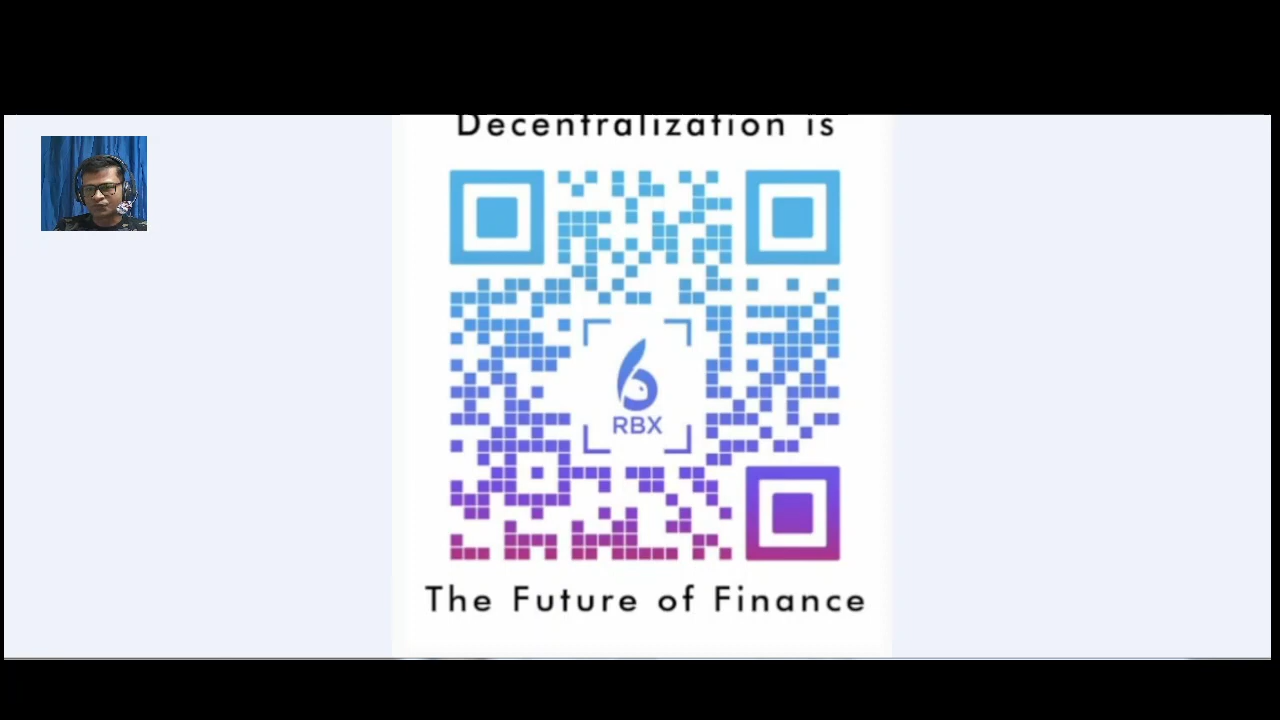 Decentralization is
RBX
The Future of Finance